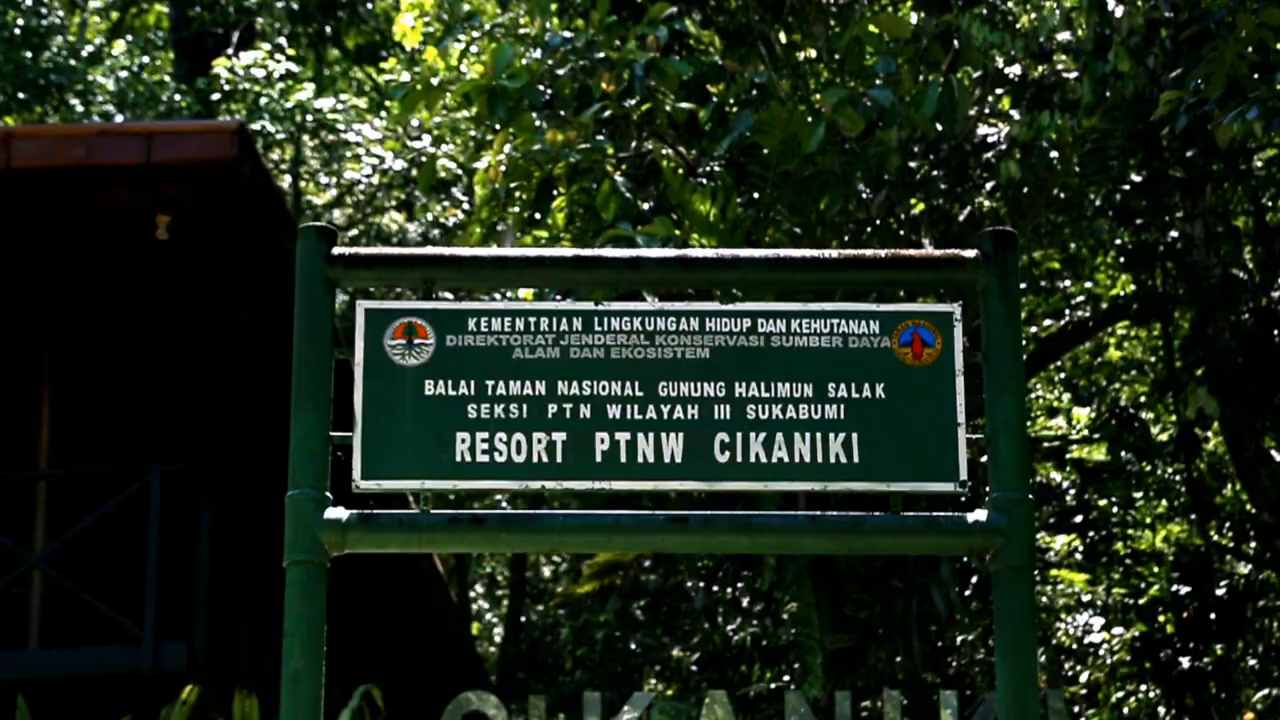 KEMENTRIAN LINGKUNGAN HIDUP DAN KEHUTANAN
DIREKTORAT JENDERAL KONSERVASI SUMBER DAYA
ALAM DAN EKOSISTEM
BALAI TAMAN NASIONAL GUNUNG HALIMUN SALAK
SEKSI PTN WILAYAH III SUKABUMI
RESORT PTNW CIKANIKI